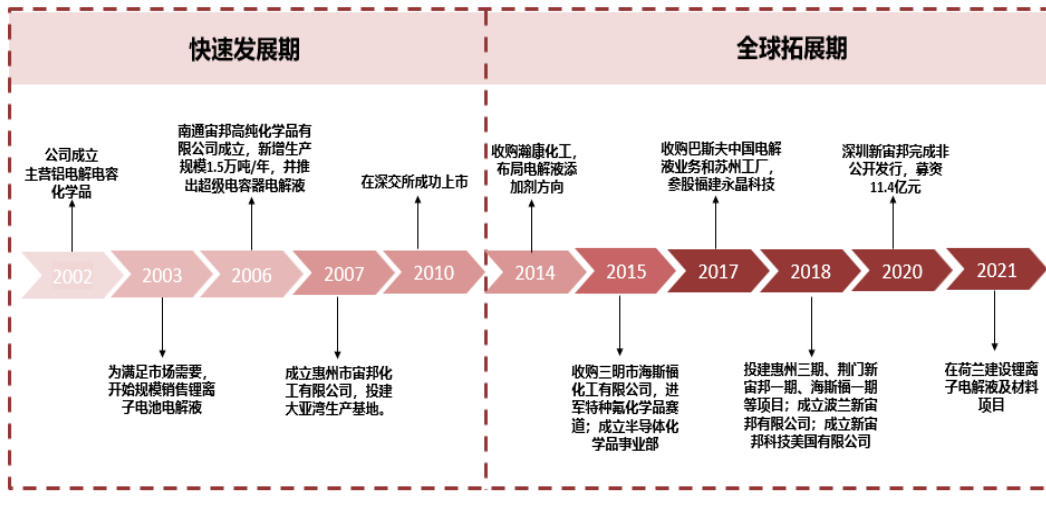 快速发展期
全球拓展期
公司成立
主营铝电解电容
化学品
南通宙邦高纯化学品有
限公司成立，新增生产
规模1.5万吨/年，并推
出超级电容器电解液
在深交所成功上市
收购瀚康化工，
布局电解液添
加剂方向
收购巴斯夫中国电解
液业务和苏州工厂，
参股福建永晶科技
深圳新宙邦完成非
公开发行，募资
11.4亿元
2002
2003
2006
2007
2010
2014
2015
2017
2018
2020
2021
为满足市场需要，
开始规模销售锂离
子电池电解液
成立惠州市宙邦化
工有限公司，投建
大亚湾生产基地。
收购三明市海斯福
化工有限公司，进
军特种氟化学品赛
道；成立半导体化
学品事业部
投建惠州三期、荆门新
宙邦一期、海斯福一期
等项目；成立波兰新宙
邦有限公司；成立新宙
邦科技美国有限公司
在荷兰建设锂离
子电解液及材料
项目